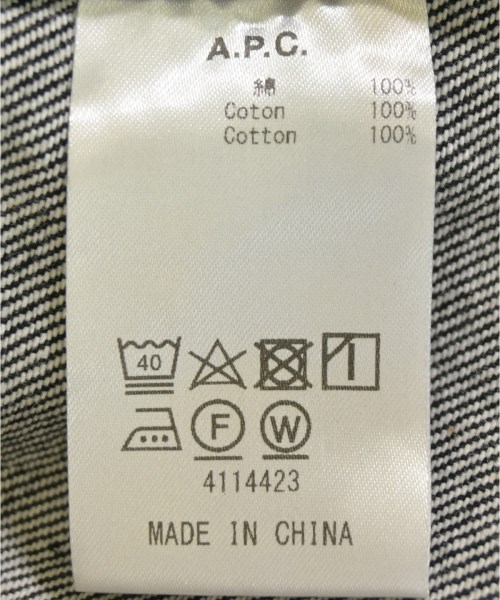 A.P.C.
綿 100%
Coton 100%
Cotton 100%
40
F W
4114423
MADE IN CHINA